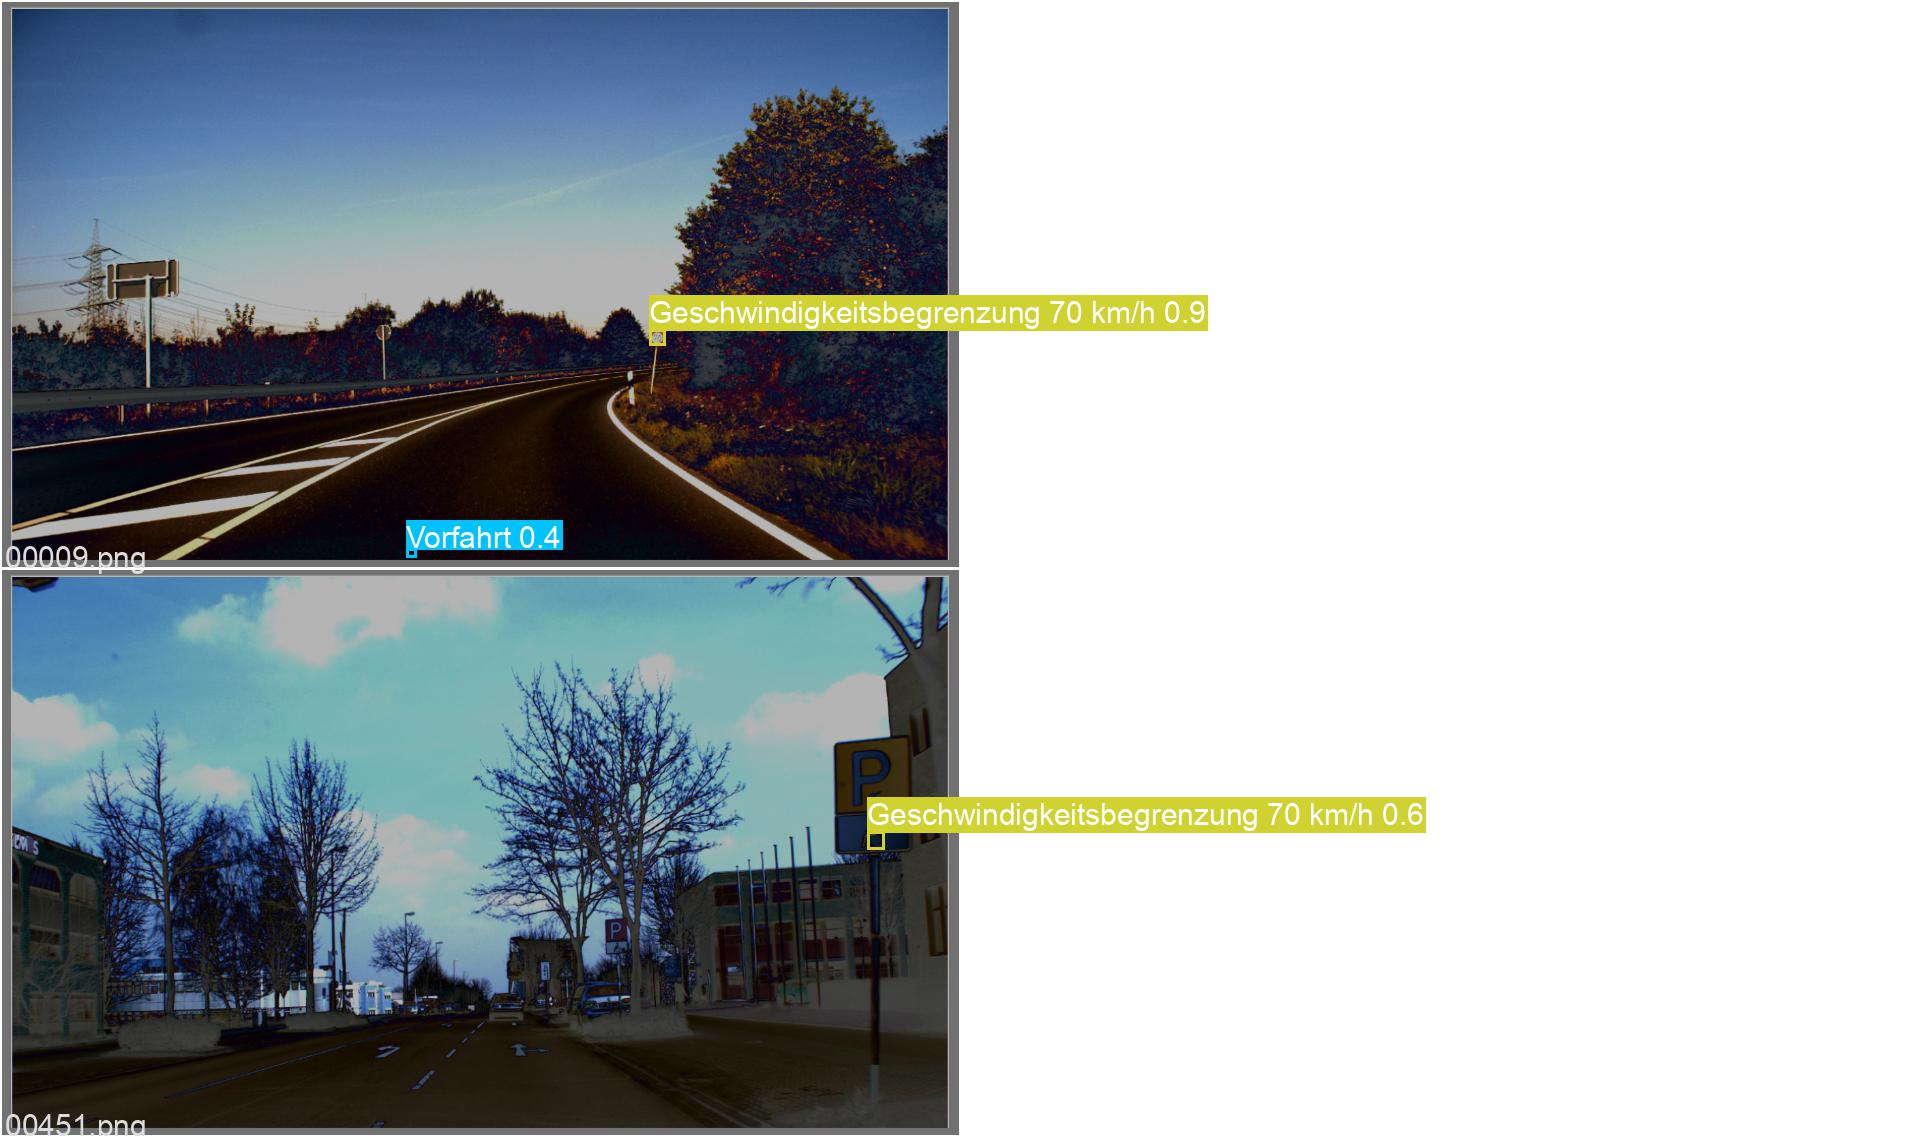 Geschwindigkeitsbegrenzung 70 km/h 0.9
Vorfahrt 0.4
00009.png
P
Geschwindigkeitsbegrenzung 70 km/h 0.6
P
00451.png